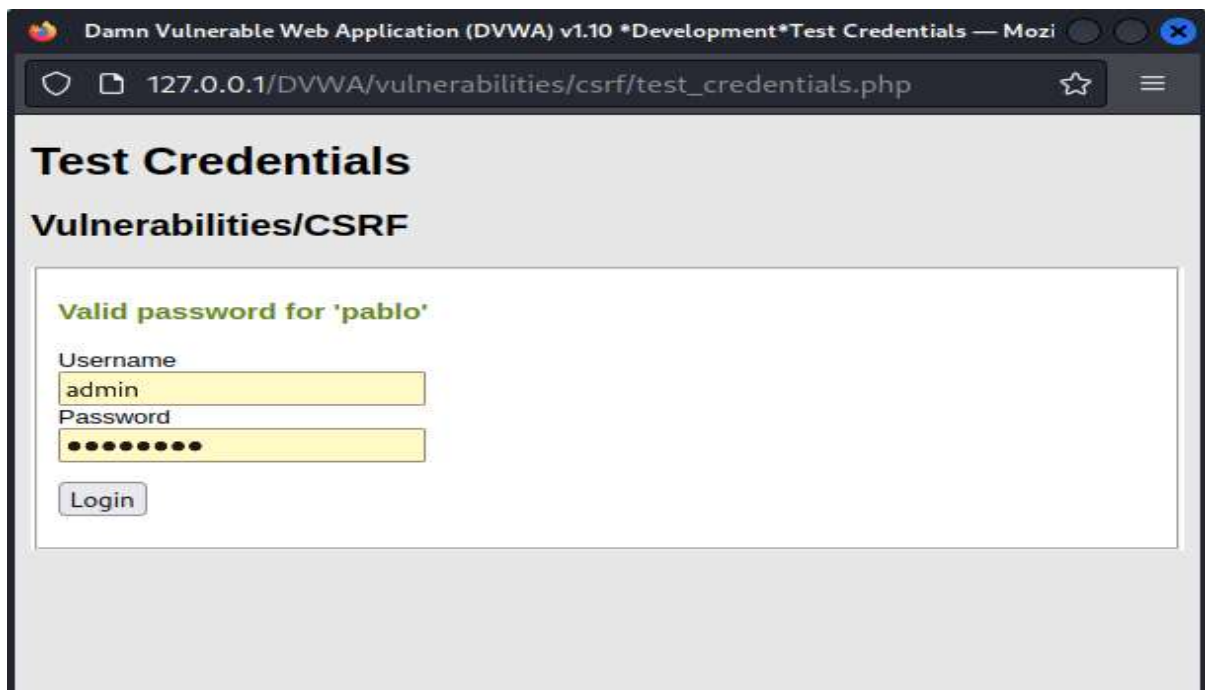 Damn Vulnerable Web Application (DVWA) v1.10 *Development*Test Credentials — Mozi
127.0.0.1/DVWA/vulnerabilities/csrf/test_credentials.php
Test Credentials
Vulnerabilities/CSRF
Valid password for 'pablo'
Username
admin
Password
●●●●●●●●
Login